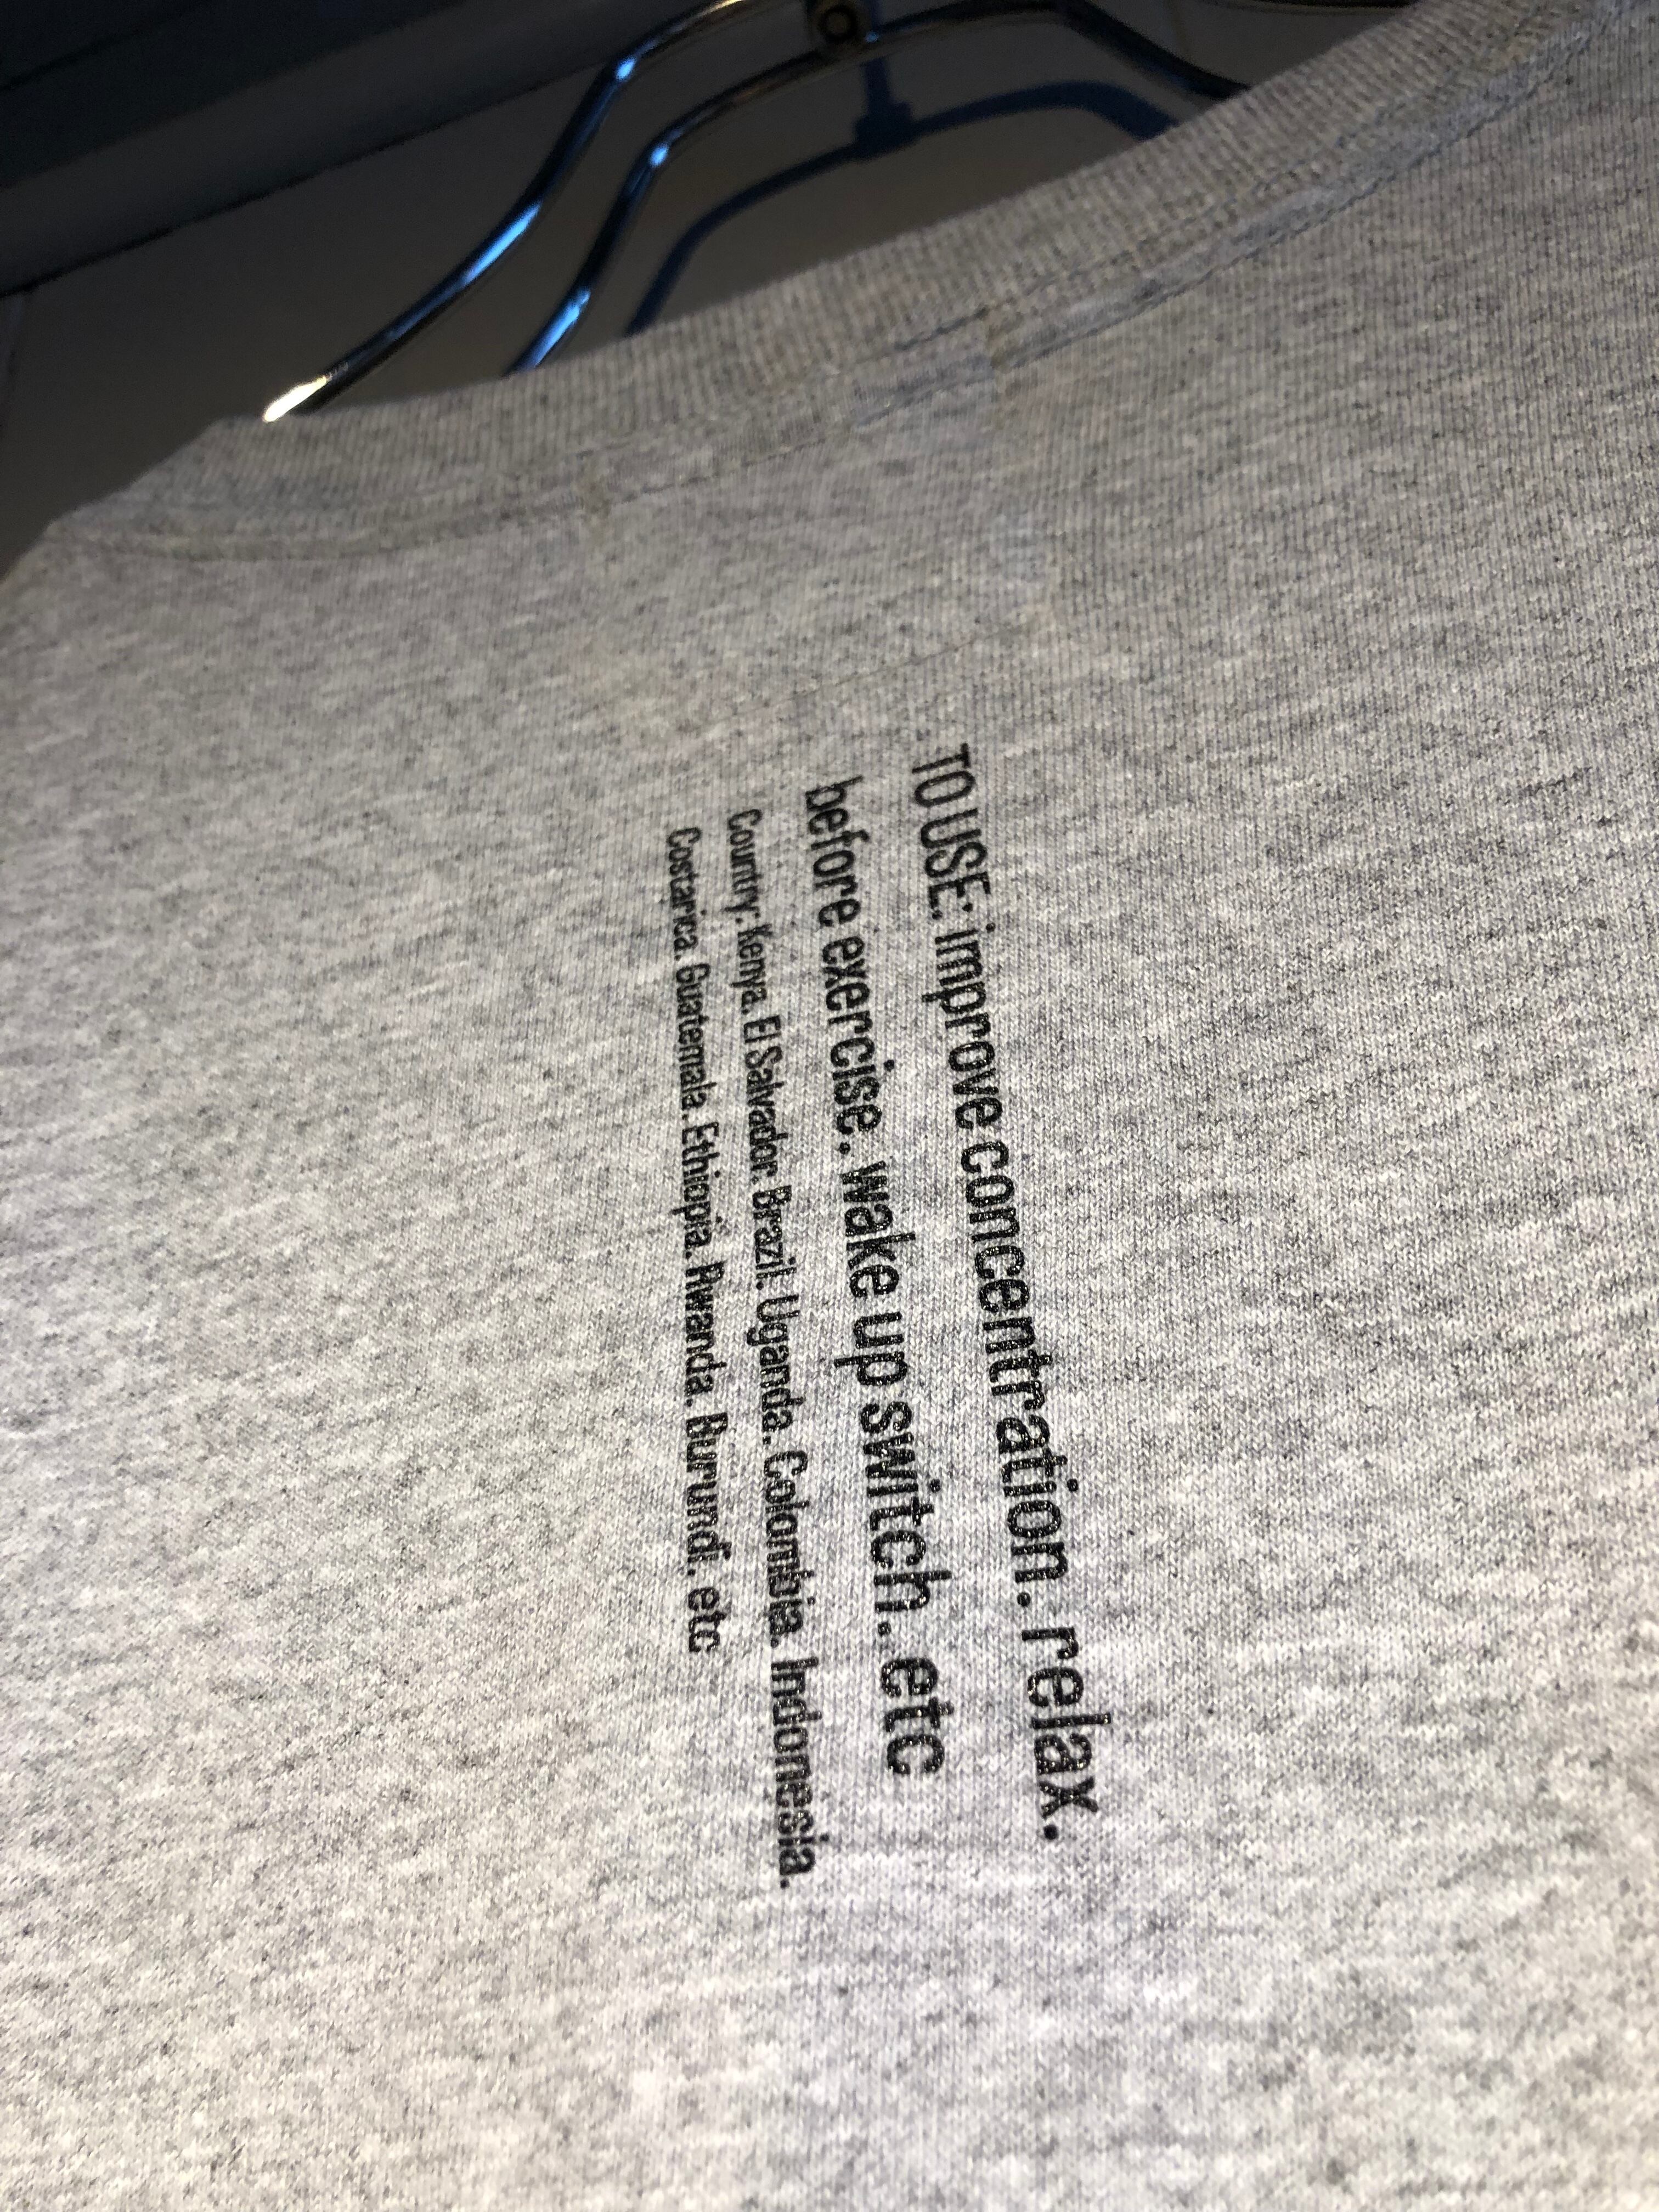 TO USE: improve concentration. relax.
before exercise. wake up switch. etc
Country: Kenya. El Salvador. Brazil. Uganda. Colombia. Indonesia.
Costarica. Guatemala. Ethiopia. Rwanda. Burundi. etc